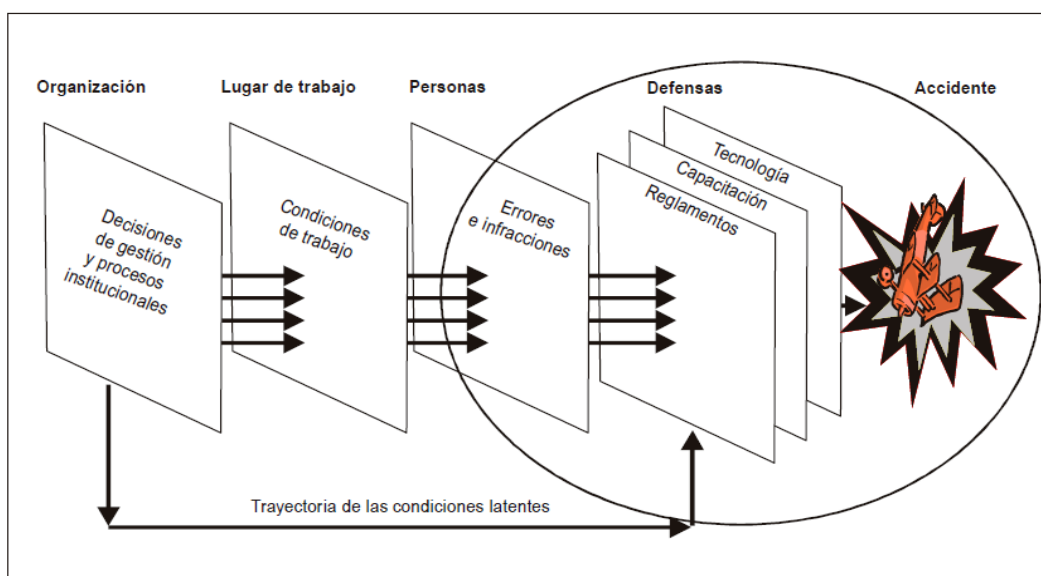 Organización
Lugar de trabajo
Personas
Defensas
Accidente
Decisiones
de gestión
y procesos
institucionales
Condiciones
de trabajo
Errores
e infracciones
Tecnología
Capacitación
Reglamentos
Trayectoria de las condiciones latentes